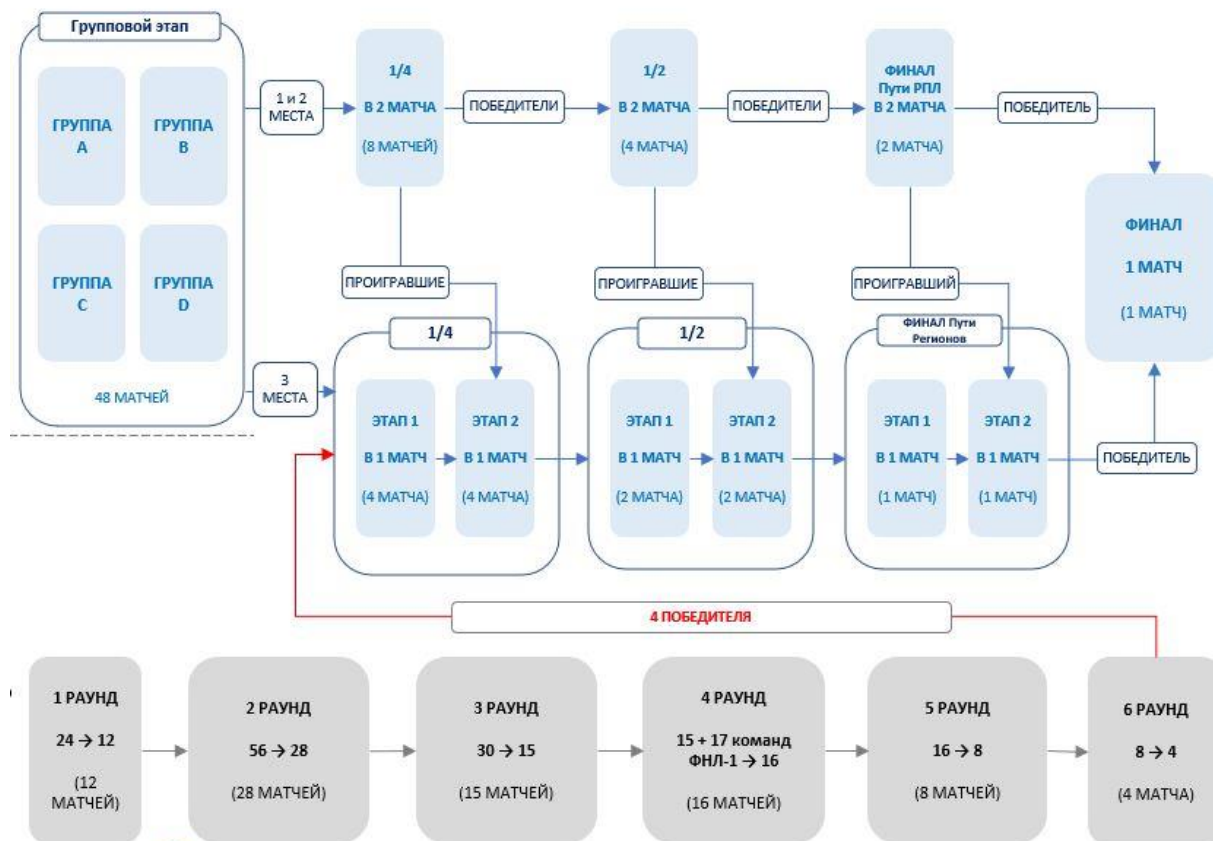 Групповой этап
ГРУППА
A
ГРУППА
B
ГРУППА
C
ГРУППА
D
48 МАТЧЕЙ
1 и 2
МЕСТА
3
МЕСТА
1/4
В 2 МАТЧА
(8 МАТЧЕЙ)
ПОБЕДИТЕЛИ
1/2
В 2 МАТЧА
(4 МАТЧА)
ПОБЕДИТЕЛИ
ФИНАЛ
Пути РПЛ
В 2 МАТЧА
(2 МАТЧА)
ПОБЕДИТЕЛЬ
ФИНАЛ
1 МАТЧ
(1 МАТЧ)
ПРОИГРАВШИЕ
ПРОИГРАВШИЕ
ПРОИГРАВШИЙ
1/4
ЭТАП 1
В 1 МАТЧ
(4 МАТЧА)
ЭТАП 2
В 1 МАТЧ
(4 МАТЧА)
1/2
ЭТАП 1
В 1 МАТЧ
(2 МАТЧА)
ЭТАП 2
В 1 МАТЧ
(2 МАТЧА)
ФИНАЛ Пути
Регионов
ЭТАП 1
В 1 МАТЧ
(1 МАТЧ)
ЭТАП 2
В 1 МАТЧ
(1 МАТЧ)
ПОБЕДИТЕЛЬ
4 ПОБЕДИТЕЛЯ
1 РАУНД
24 → 12
(12
МАТЧЕЙ)
2 РАУНД
56 → 28
(28 МАТЧЕЙ)
3 РАУНД
30 → 15
(15 МАТЧЕЙ)
4 РАУНД
15 + 17 команд
ФНЛ-1 → 16
(16 МАТЧЕЙ)
5 РАУНД
16 → 8
(8 МАТЧЕЙ)
6 РАУНД
8 → 4
(4 МАТЧА)